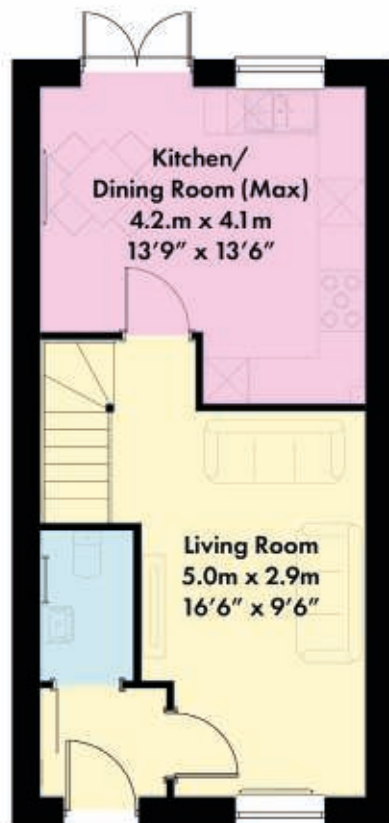 Kitchen/
Dining Room (Max)
4.2.m x 4.1m
13’9” x 13’6”
Living Room
5.0m x 2.9m
16’6” x 9’6”